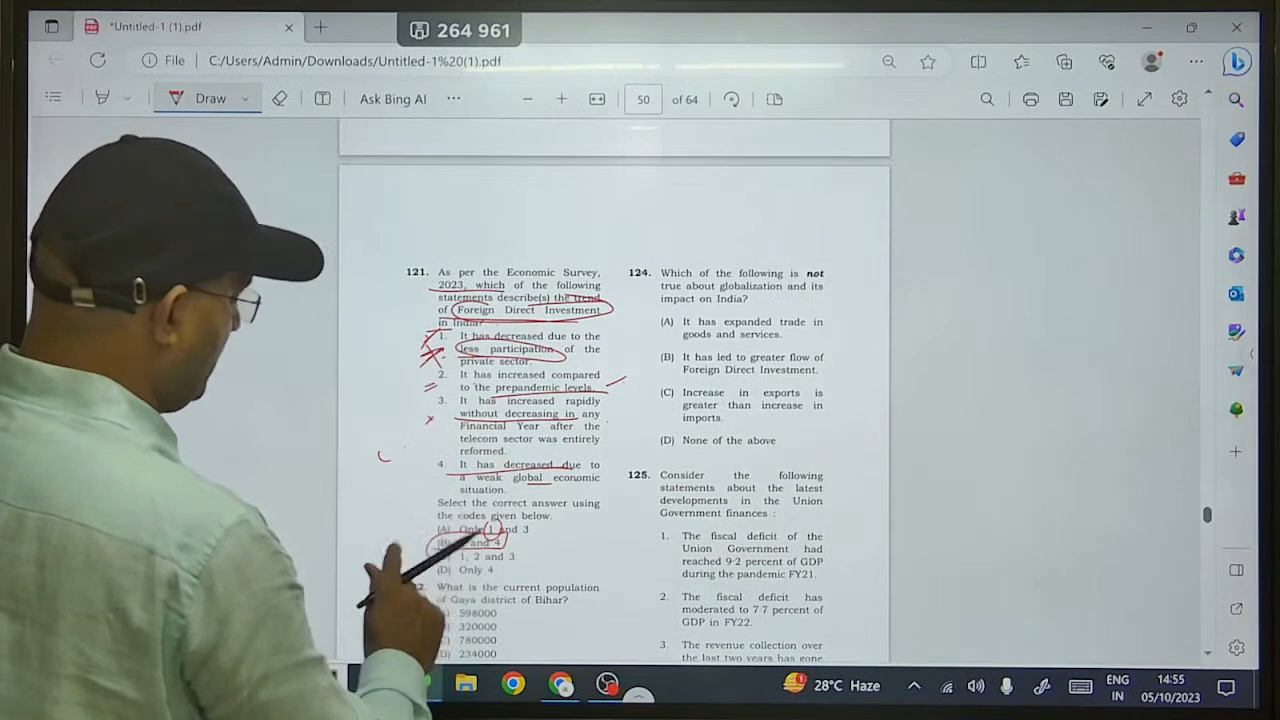 *Untitled-1 (1).pdf
264 961
File
C:/Users/Admin/Downloads/Untitled-1%20(1).pdf
Draw
Ask Bing AI
50
of 64
121. As per the Economic Survey,
2023, which of the following
statements describe(s) the trend
of Foreign Direct Investment
in India?
1. It has decreased due to the
less participation of the
private sector.
2. It has increased compared
to the prepandemic levels.
3. It has increased rapidly
without decreasing in any
Financial Year after the
telecom sector was entirely
reformed.
4. It has decreased due to
a weak global economic
situation.
Select the correct answer using
the codes given below.
(A) Only 1 and 3
(B) and 4
1, 2 and 3
(D) Only 4
What is the current population
of Gaya district of Bihar?
598000
320000
780000
(D) 234000
124. Which of the following is not
true about globalization and its
impact on India?
(A) It has expanded trade in
goods and services.
(B) It has led to greater flow of
Foreign Direct Investment.
(C) Increase in exports is
greater than increase in
imports.
(D) None of the above
125. Consider the following
statements about the latest
developments in the Union
Government finances :
1. The fiscal deficit of the
Union Government had
reached 9·2 percent of GDP
during the pandemic FY21.
2. The fiscal deficit has
moderated to 7·7 percent of
GDP in FY22.
3. The revenue collection over
the last two years has gone
28°C Haze
ENG
IN
14:55
05/10/2023